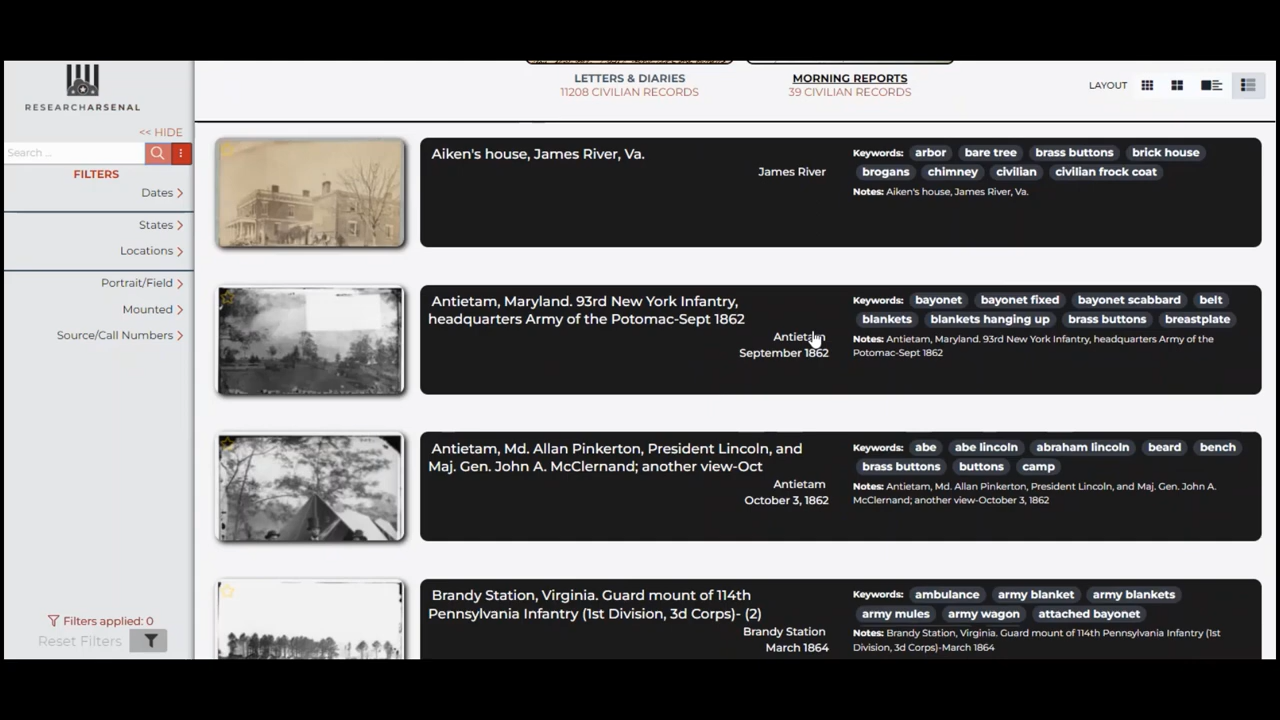 RESEARCHARSENAL
<< HIDE
Search ...
FILTERS
Dates
States
Locations
Portrait/Field
Mounted
Source/Call Numbers
Filters applied: 0
Reset Filters
LETTERS & DIARIES
11208 CIVILIAN RECORDS
MORNING REPORTS
39 CIVILIAN RECORDS
LAYOUT
Aiken's house, James River, Va.
James River
Keywords: arbor bare tree brass buttons brick house
brogans chimney civilian civilian frock coat
Notes: Aiken's house, James River, Va.
Antietam, Maryland. 93rd New York Infantry,
headquarters Army of the Potomac-Sept 1862
Antietam
September 1862
Keywords: bayonet bayonet fixed bayonet scabbard belt
blankets blankets hanging up brass buttons breastplate
Notes: Antietam, Maryland. 93rd New York Infantry, headquarters Army of the
Potomac-Sept 1862
Antietam, Md. Allan Pinkerton, President Lincoln, and
Maj. Gen. John A. McClernand; another view-Oct
Antietam
October 3, 1862
Keywords: abe abe lincoln abraham lincoln beard bench
brass buttons buttons camp
Notes: Antietam, Md. Allan Pinkerton, President Lincoln, and Maj. Gen. John A.
McClernand; another view-October 3, 1862
Brandy Station, Virginia. Guard mount of 114th
Pennsylvania Infantry (1st Division, 3d Corps)- (2)
Brandy Station
March 1864
Keywords: ambulance army blanket army blankets
army mules army wagon attached bayonet
Notes: Brandy Station, Virginia. Guard mount of 114th Pennsylvania Infantry (1st
Division, 3d Corps)-March 1864